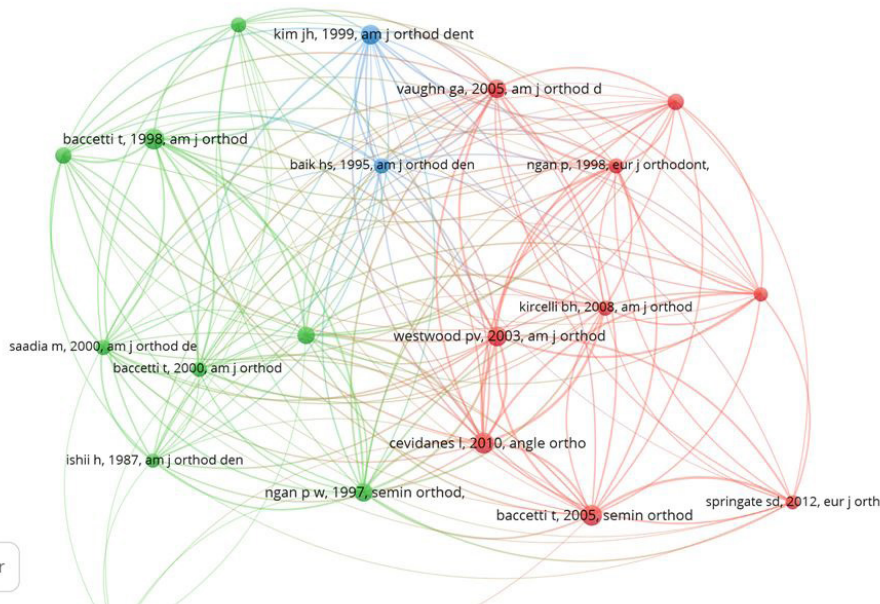 kim jh, 1999, am j orthod dent
vaughn ga, 2005, am j orthod d
baccetti t, 1998, am j orthod
baik hs, 1995, am j orthod den
ngan p, 1998, eur j orthodont,
kircelli bh, 2008, am j orthod
westwood pv, 2003, am j orthod
saadia m, 2000, am j orthod de
baccetti t, 2000, am j orthod
cevidanes l, 2010, angle ortho
ishii h, 1987, am j orthod den
ngan p w, 1997, semin orthod,
springate sd, 2012, eur j orth
baccetti t, 2005, semin orthod
r